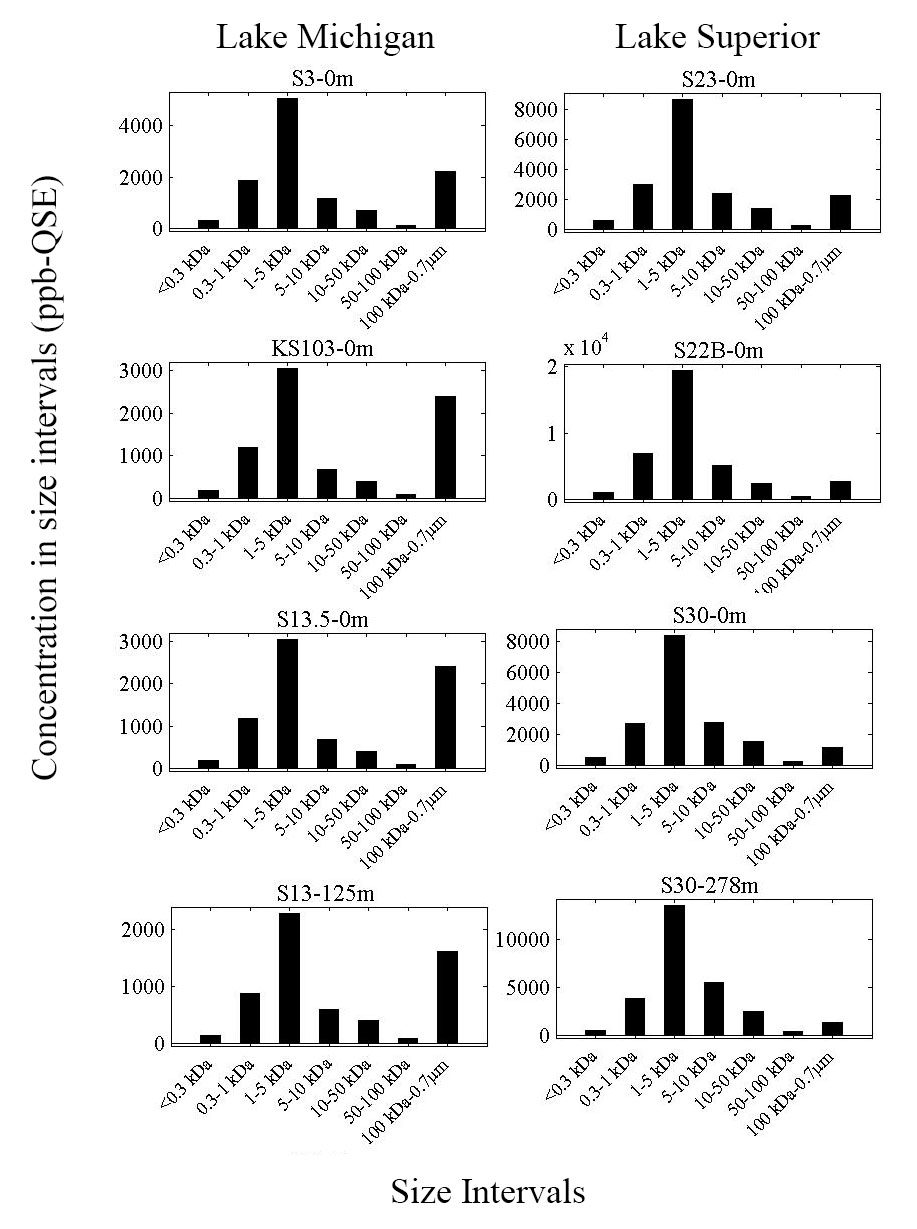 Lake Michigan
Lake Superior
Concentration in size intervals (ppb-QSE)
S3-0m
4000
2000
0
<0.3 kDa
0.3-1 kDa
1-5 kDa
5-10 kDa
10-50 kDa
50-100 kDa
100 kDa-0.7µm
S23-0m
8000
6000
4000
2000
0
<0.3 kDa
0.3-1 kDa
1-5 kDa
5-10 kDa
10-50 kDa
50-100 kDa
100 kDa-0.7µm
KS103-0m
3000
2000
1000
0
<0.3 kDa
0.3-1 kDa
1-5 kDa
5-10 kDa
10-50 kDa
50-100 kDa
100 kDa-0.7µm
x 10⁴
S22B-0m
2
1
0
<0.3 kDa
0.3-1 kDa
1-5 kDa
5-10 kDa
10-50 kDa
50-100 kDa
100 kDa-0.7µm
S13.5-0m
3000
2000
1000
0
<0.3 kDa
0.3-1 kDa
1-5 kDa
5-10 kDa
10-50 kDa
50-100 kDa
100 kDa-0.7µm
S30-0m
8000
6000
4000
2000
0
<0.3 kDa
0.3-1 kDa
1-5 kDa
5-10 kDa
10-50 kDa
50-100 kDa
100 kDa-0.7µm
S13-125m
2000
1000
0
<0.3 kDa
0.3-1 kDa
1-5 kDa
5-10 kDa
10-50 kDa
50-100 kDa
100 kDa-0.7µm
S30-278m
10000
5000
0
<0.3 kDa
0.3-1 kDa
1-5 kDa
5-10 kDa
10-50 kDa
50-100 kDa
100 kDa-0.7µm
Size Intervals